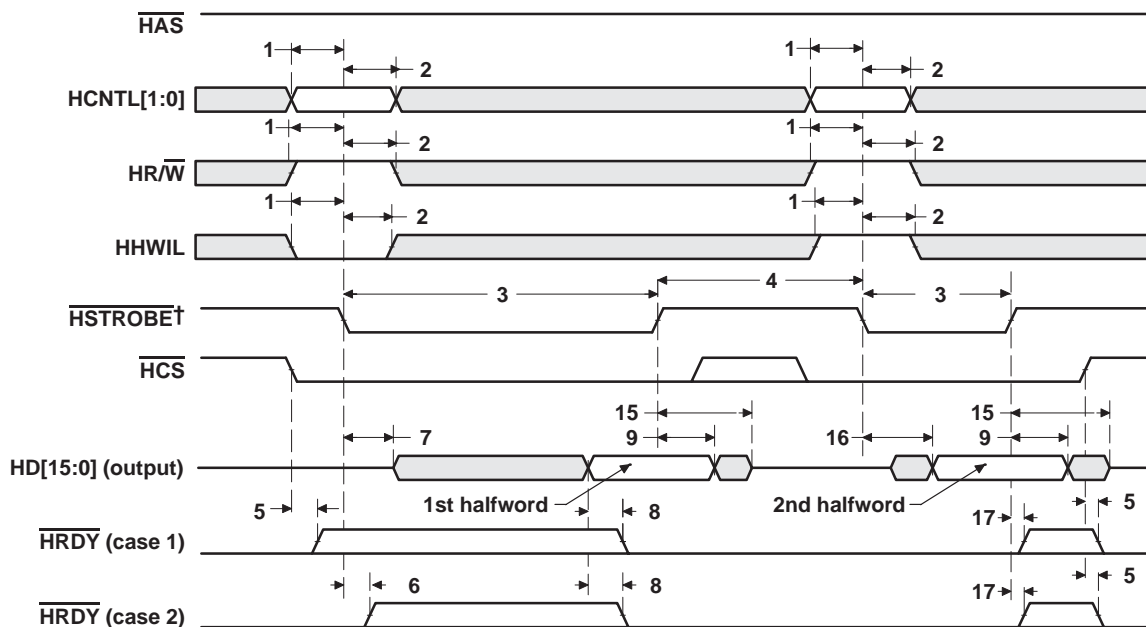 HAS
1 1
2 2
HCNTL[1:0]
1 2 1 2
HR/W
1 2 1 2
HHWIL
3 4 3
HSTROBE†
HCS
15 15
7 9 16 9
HD[15:0] (output)
1st halfword 2nd halfword
5 8 17 5
HRDY (case 1)
6 8 17 5
HRDY (case 2)